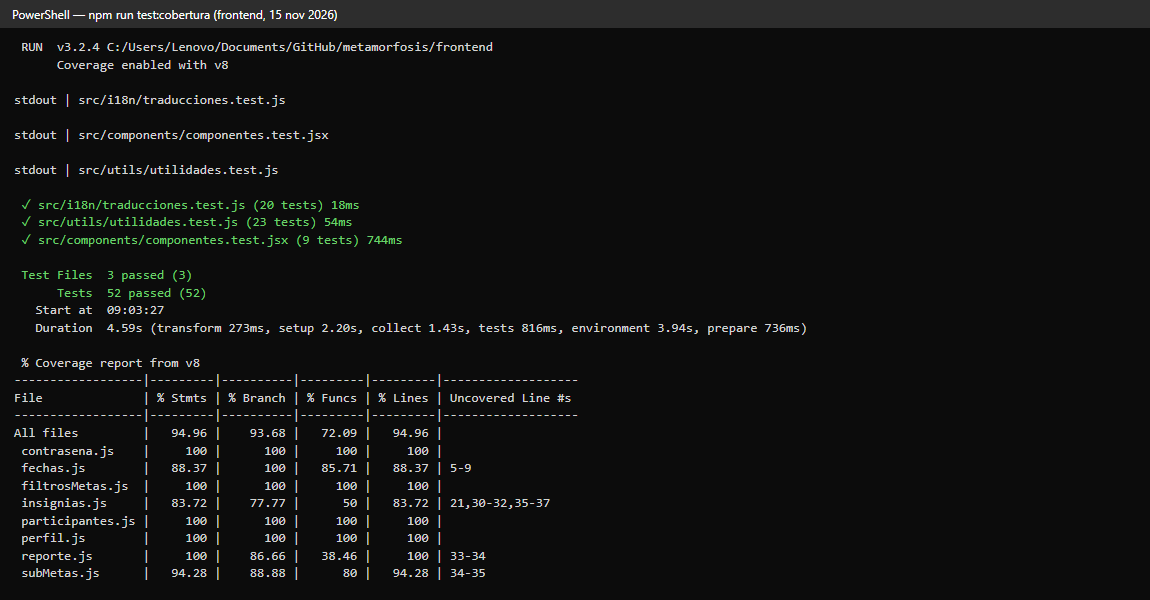 PowerShell — npm run test:cobertura (frontend, 15 nov 2026)
RUN  v3.2.4 C:/Users/Lenovo/Documents/GitHub/metamorfosis/frontend
Coverage enabled with v8
stdout | src/i18n/traducciones.test.js
stdout | src/components/componentes.test.jsx
stdout | src/utils/utilidades.test.js
✓ src/i18n/traducciones.test.js (20 tests) 18ms
✓ src/utils/utilidades.test.js (23 tests) 54ms
✓ src/components/componentes.test.jsx (9 tests) 744ms
Test Files  3 passed (3)
Tests  52 passed (52)
Start at  09:03:27
Duration  4.59s (transform 273ms, setup 2.20s, collect 1.43s, tests 816ms, environment 3.94s, prepare 736ms)
% Coverage report from v8
------------------|---------|----------|---------|---------|-------------------
File              | % Stmts | % Branch | % Funcs | % Lines | Uncovered Line #s
------------------|---------|----------|---------|---------|-------------------
All files         |   94.96 |    93.68 |   72.09 |   94.96 |
contrasena.js    |     100 |      100 |     100 |     100 |
fechas.js        |   88.37 |      100 |   85.71 |   88.37 | 5-9
filtrosMetas.js  |     100 |      100 |     100 |     100 |
insignias.js     |   83.72 |    77.77 |      50 |   83.72 | 21,30-32,35-37
participantes.js |     100 |      100 |     100 |     100 |
perfil.js        |     100 |      100 |     100 |     100 |
reporte.js       |     100 |    86.66 |   38.46 |     100 | 33-34
subMetas.js      |   94.28 |    88.88 |      80 |   94.28 | 34-35